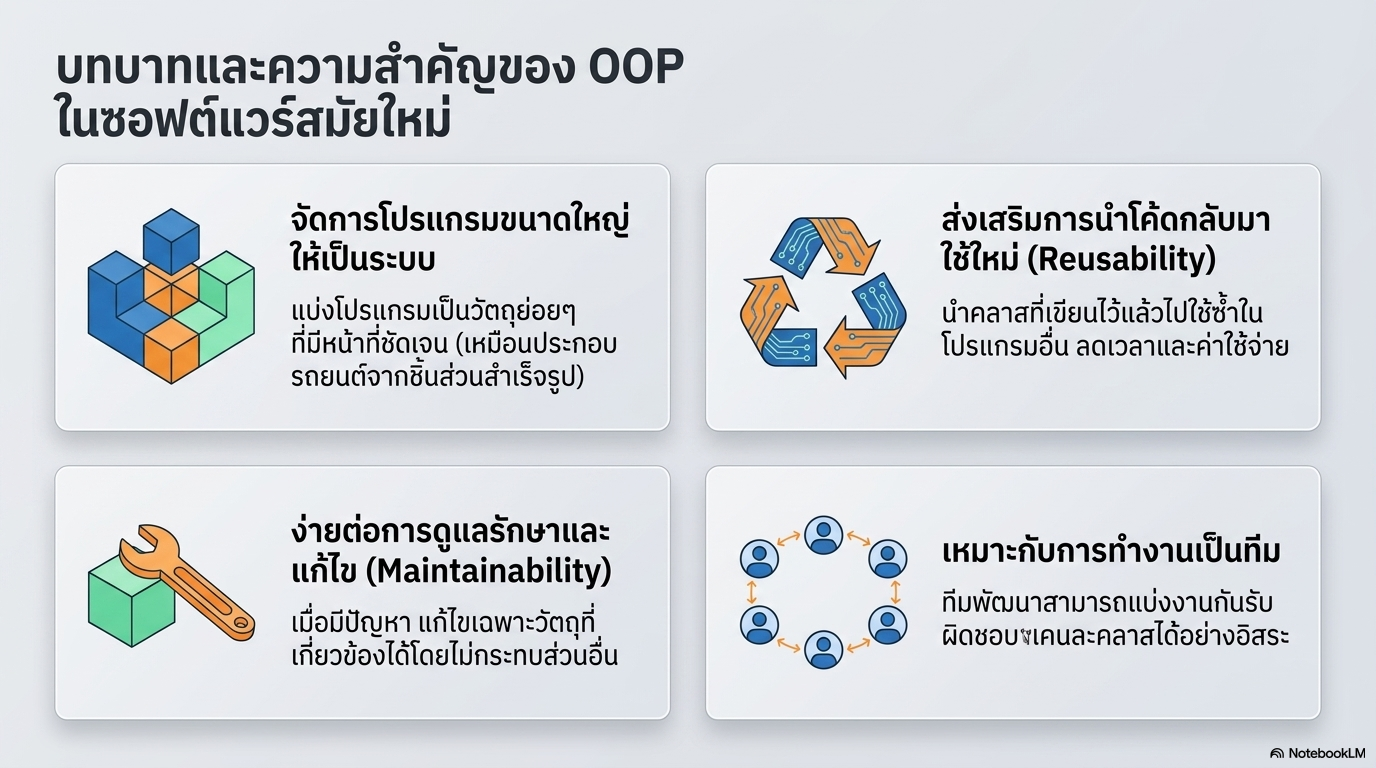 บทบาทและความสำคัญของ OOP
ในซอฟต์แวร์สมัยใหม่
จัดการโปรแกรมขนาดใหญ่
ให้เป็นระบบ
แบ่งโปรแกรมเป็นวัตถุย่อยๆ
ที่มีหน้าที่ชัดเจน (เหมือนประกอบ
รถยนต์จากชิ้นส่วนสำเร็จรูป)
ส่งเสริมการนำโค้ดกลับมา
ใช้ใหม่ (Reusability)
นำคลาสที่เขียนไว้แล้วไปใช้ซ้ำใน
โปรแกรมอื่น ลดเวลาและค่าใช้จ่าย
ง่ายต่อการดูแลรักษาและ
แก้ไข (Maintainability)
เมื่อมีปัญหา แก้ไขเฉพาะวัตถุที่
เกี่ยวข้องได้โดยไม่กระทบส่วนอื่น
เหมาะกับการทำงานเป็นทีม
ทีมพัฒนาสามารถแบ่งงานกันรับ
ผิดชอบละคลาสได้อย่างอิสระ
NotebookLM